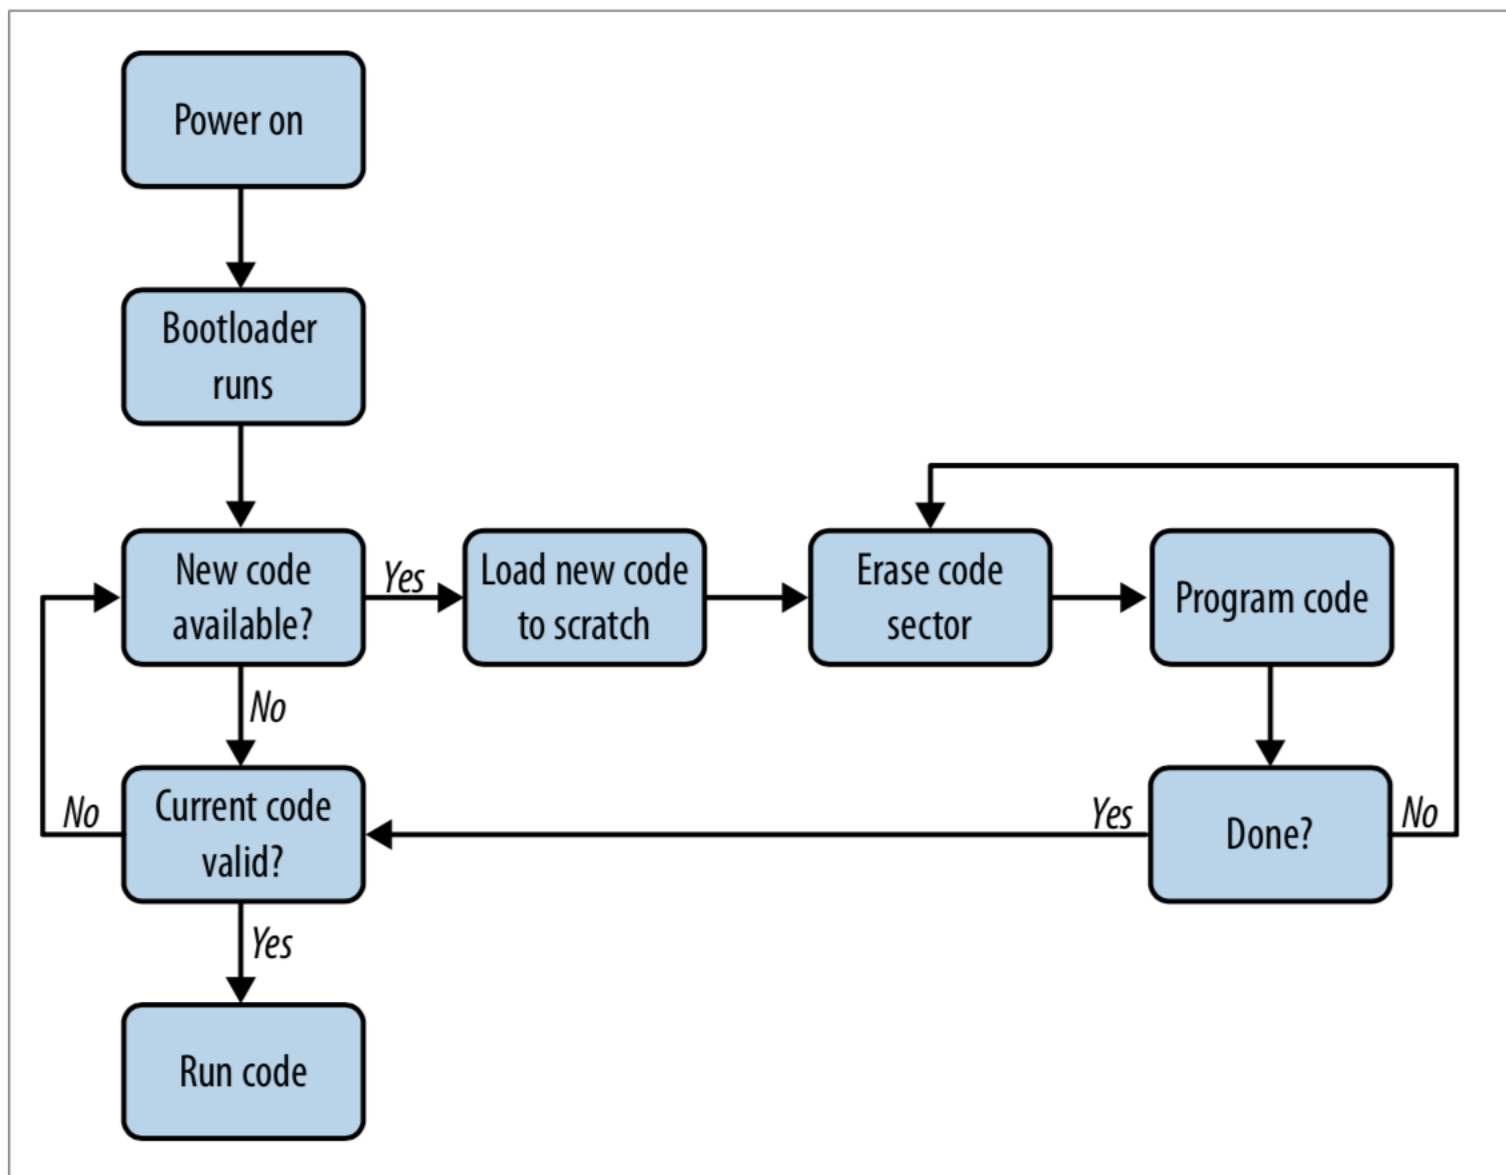 Power on
Bootloader
runs
New code
available?
Yes
Load new code
to scratch
Erase code
sector
Program code
No
Current code
valid?
No
Yes
Done?
No
Yes
Run code